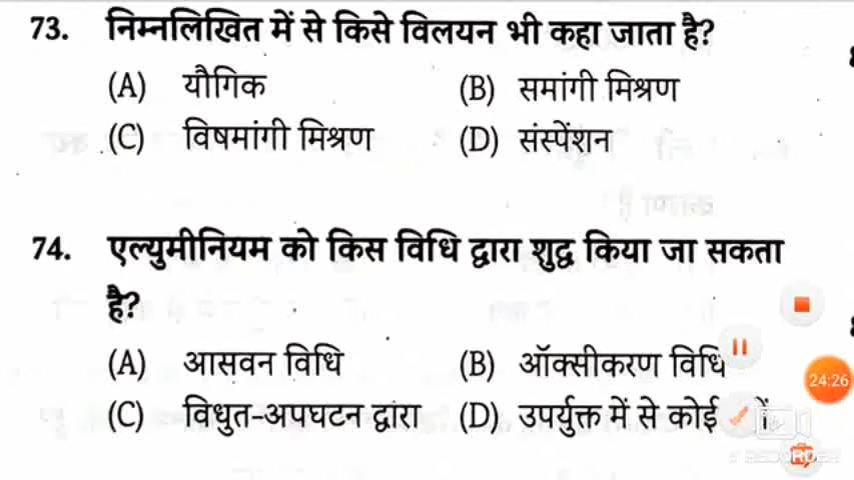 73. निम्नलिखित में से किसे विलयन भी कहा जाता है?
(A) यौगिक (B) समांगी मिश्रण
(C) विषमांगी मिश्रण (D) संस्पेंशन
74. एल्युमीनियम को किस विधि द्वारा शुद्ध किया जा सकता
है?
(A) आसवन विधि (B) ऑक्सीकरण विधि
24:26
(C) विधुत-अपघटन द्वारा (D) उपर्युक्त में से कोई
RECORDER